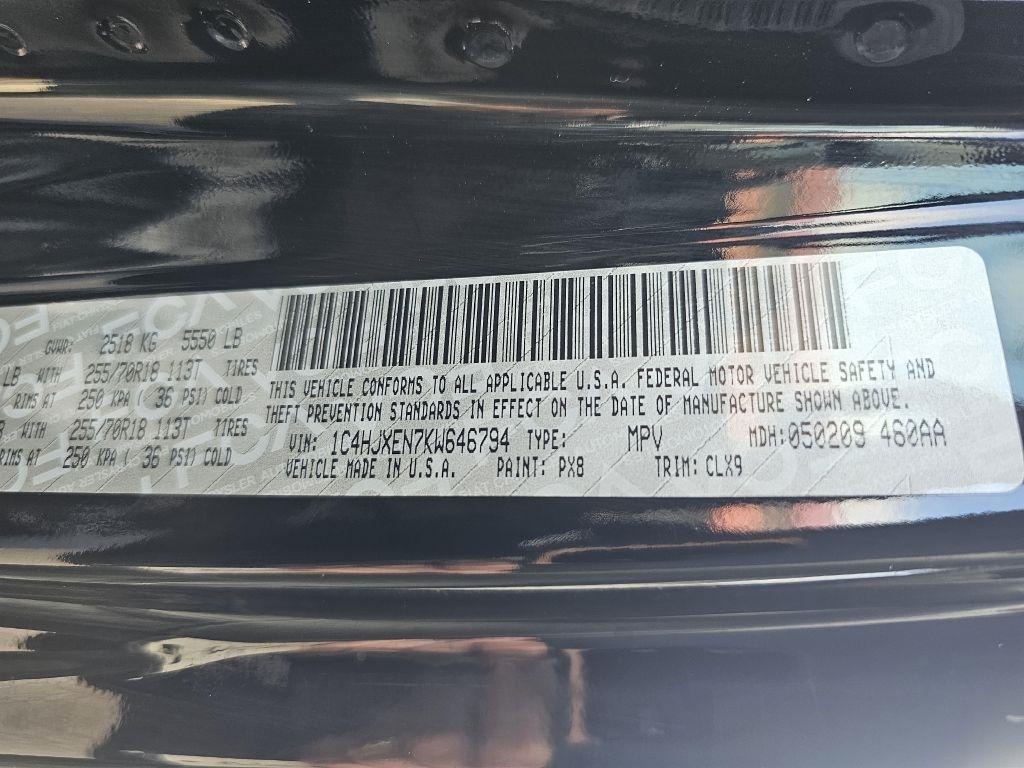 GVWR: 2518 KG 5550 LB
LB WITH 255/70R18 113T TIRES
RIMS AT 250 KPA ( 36 PSI) COLD
WITH 255/70R18 113T TIRES
RIMS AT 250 KPA ( 36 PSI) COLD
THIS VEHICLE CONFORMS TO ALL APPLICABLE U.S.A. FEDERAL MOTOR VEHICLE SAFETY AND
THEFT PREVENTION STANDARDS IN EFFECT ON THE DATE OF MANUFACTURE SHOWN ABOVE.
VIN: 1C4HJXEN7KW646794 TYPE: MPV MDH:050209 460AA
VEHICLE MADE IN U.S.A. PAINT: PX8 TRIM: CLX9